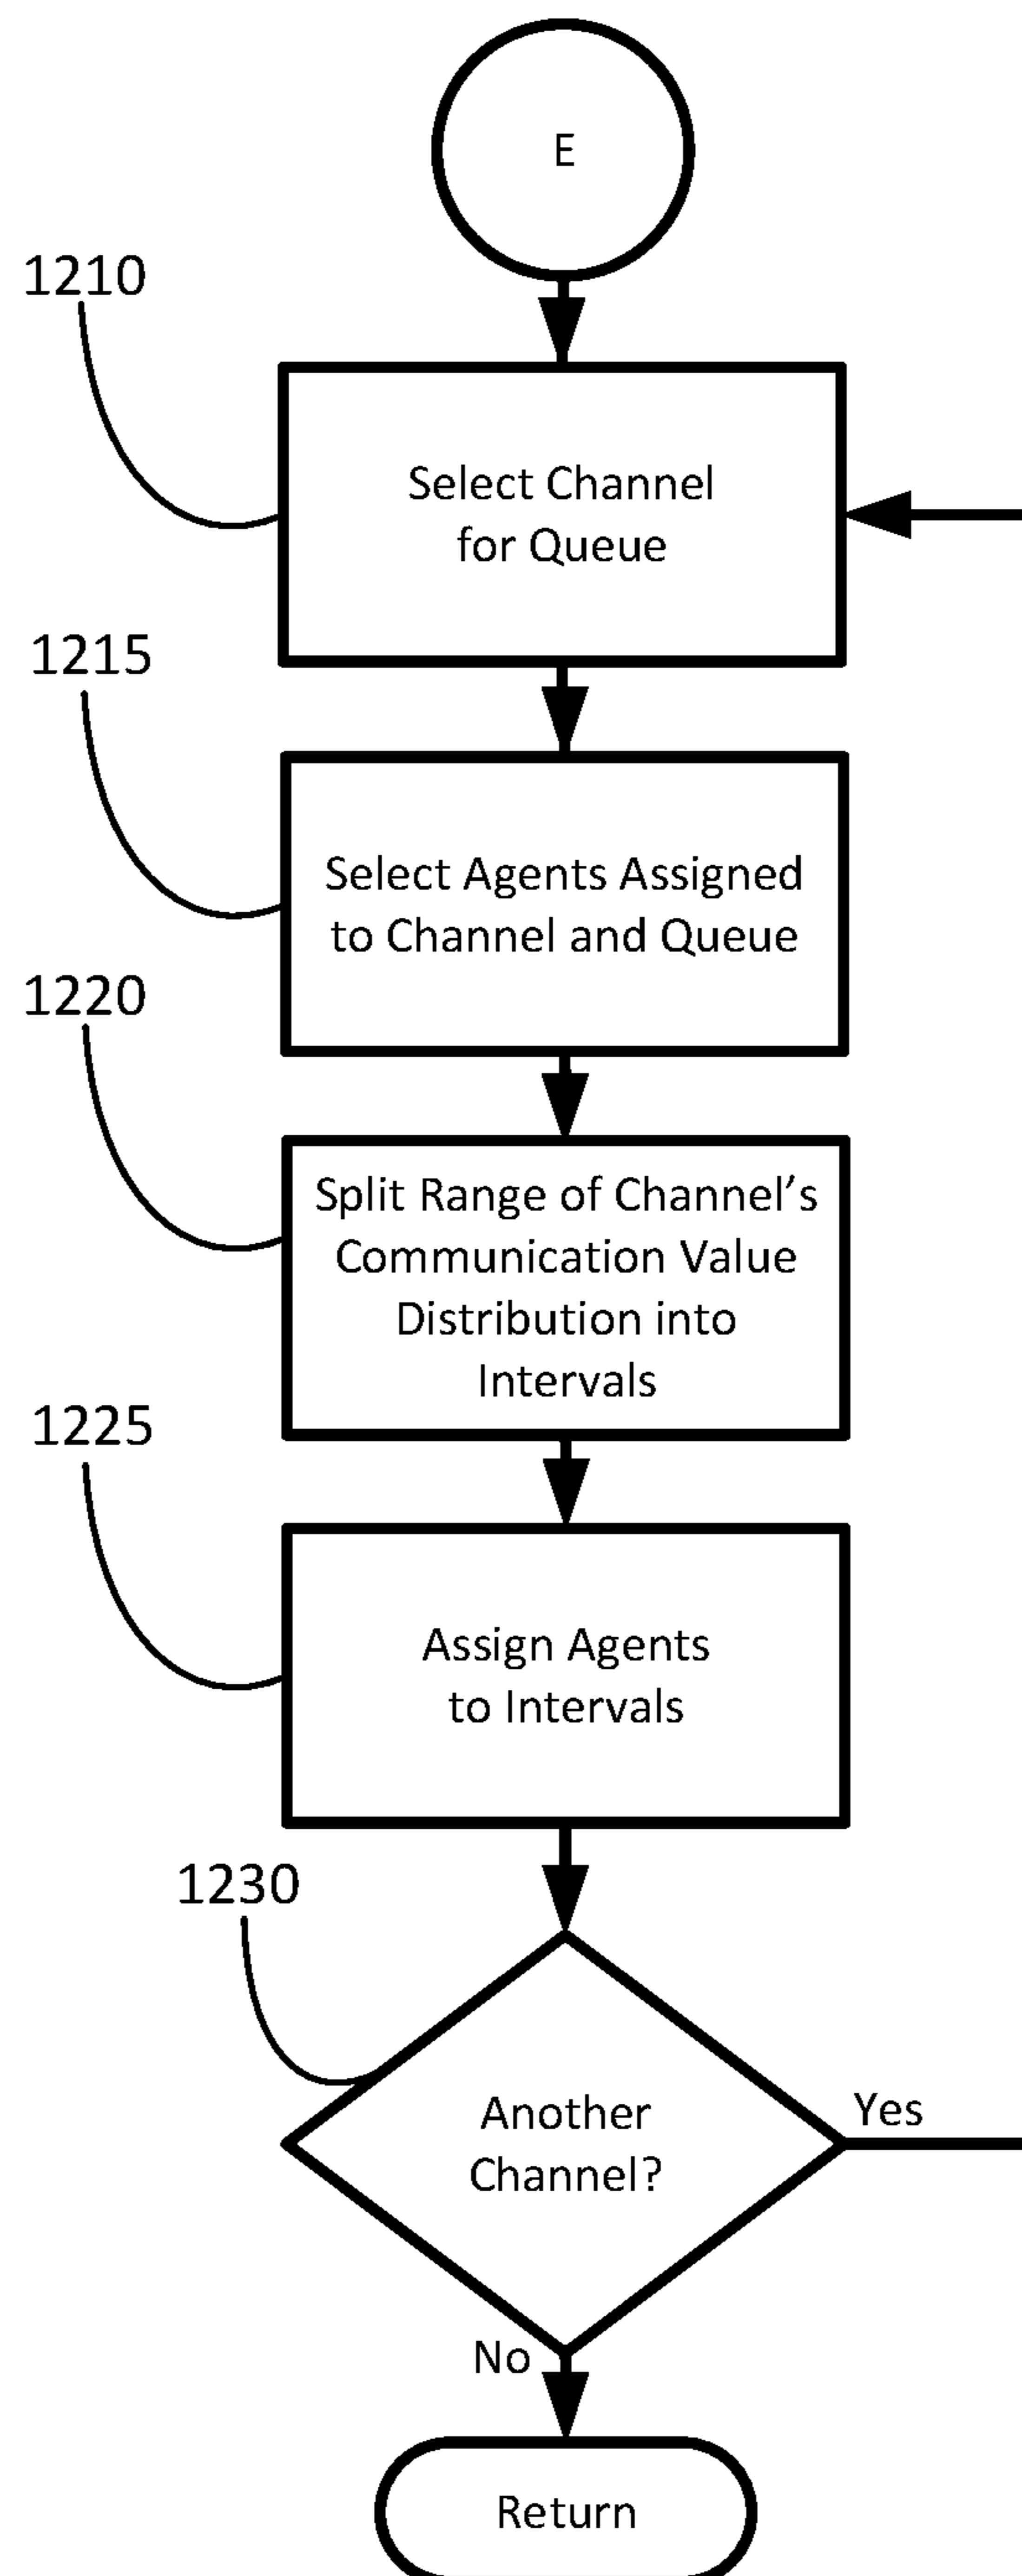 E
1210
Select Channel
for Queue
1215
Select Agents Assigned
to Channel and Queue
1220
Split Range of Channel’s
Communication Value
Distribution into
Intervals
1225
Assign Agents
to Intervals
1230
Another
Channel?
Yes
No
Return